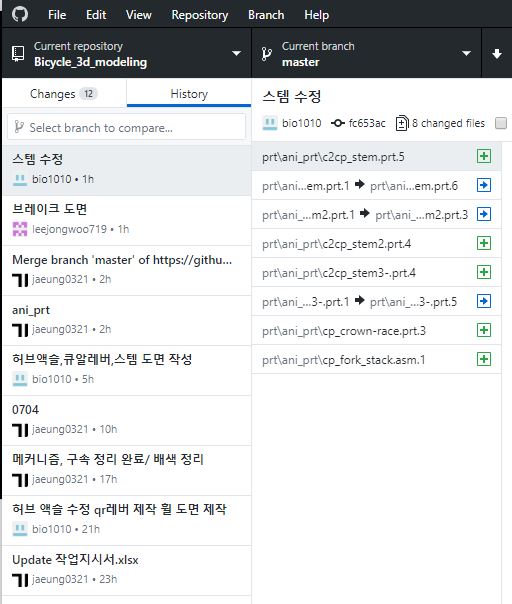 File Edit View Repository Branch Help
Current repository
Bicycle_3d_modeling
Current branch
master
Changes 12
History
Select branch to compare...
스템 수정
bio1010 • 1h
브레이크 도면
leejongwoo719 • 1h
Merge branch 'master' of https://githu...
jaeung0321 • 2h
ani_prt
jaeung0321 • 2h
허브액슬,큐알레버,스템 도면 작성
bio1010 • 5h
0704
jaeung0321 • 10h
메커니즘, 구속 정리 완료/ 배색 정리
jaeung0321 • 17h
허브 액슬 수정 qr레버 제작 휠 도면 제작
bio1010 • 21h
Update 작업지시서.xlsx
jaeung0321 • 23h
스템 수정
bio1010 fc653ac 8 changed files
prt\ani_prt\c2cp_stem.prt.5
prt\ani...em.prt.1 prt\ani...em.prt.6
prt\ani_...m2.prt.1 prt\ani_...m2.prt.3
prt\ani_prt\c2cp_stem2.prt.4
prt\ani_prt\c2cp_stem3-.prt.4
prt\ani_...3-.prt.1 prt\ani_...3-.prt.5
prt\ani_prt\cp_crown-race.prt.3
prt\ani_prt\cp_fork_stack.asm.1